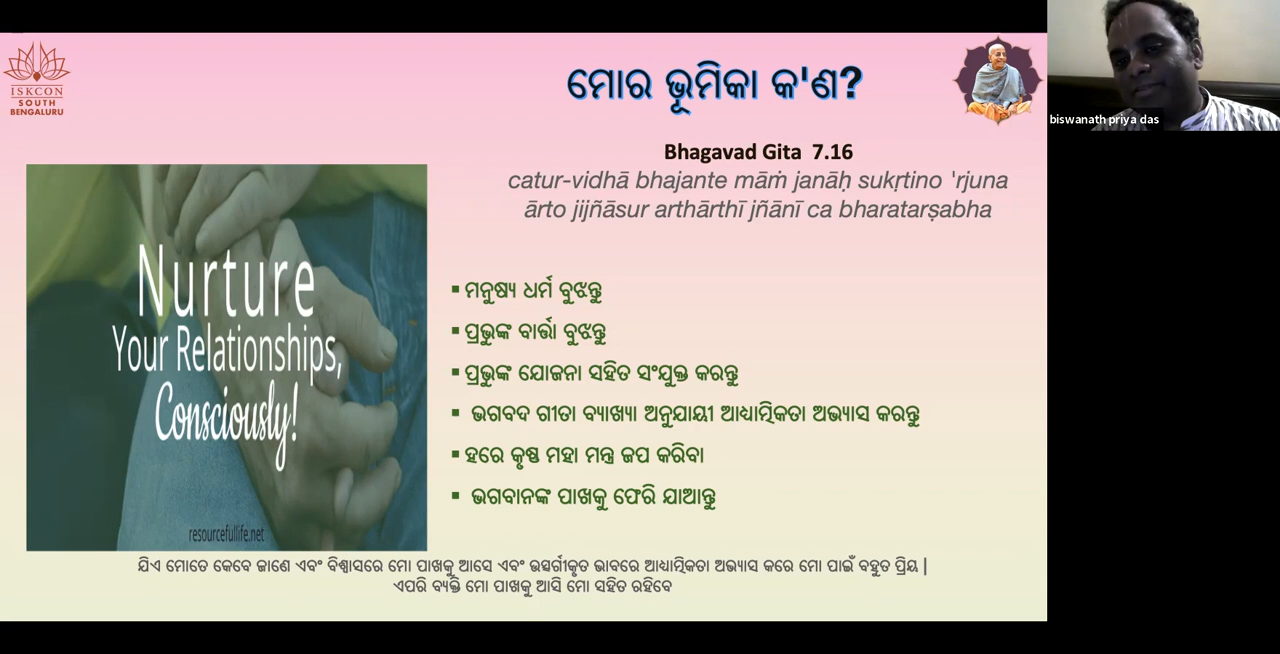 ISKCON
SOUTH
BENGALURU
ମୋର ଭୂମିକା କ'ଣ?
biswanath priya das
Bhagavad Gita 7.16
catur-vidhā bhajante māṁ janāḥ sukṛtino 'rjuna
ārto jijñāsur arthārthī jñānī ca bharatarṣabha
Nurture
Your Relationships,
Consciously!
resourcefullife.net
▪ ମନୁଷ୍ୟ ଧର୍ମ ବୁଝନ୍ତୁ
▪ ପ୍ରଭୁଙ୍କ ବାର୍ତ୍ତା ବୁଝନ୍ତୁ
▪ ପ୍ରଭୁଙ୍କ ଯୋଜନା ସହିତ ସଂଯୁକ୍ତ କରନ୍ତୁ
▪ ଭଗବଦ ଗୀତା ବ୍ୟାଖ୍ୟା ଅନୁଯାୟୀ ଆଧ୍ୟାତ୍ମିକତା ଅଭ୍ୟାସ କରନ୍ତୁ
▪ ହରେ କୃଷ୍ଣ ମହା ମନ୍ତ୍ର ଜପ କରିବା
▪ ଭଗବାନଙ୍କ ପାଖକୁ ଫେରି ଯାଆନ୍ତୁ
ଯିଏ ମୋତେ କେବେ ଜାଣେ ଏବଂ ବିଶ୍ୱାସରେ ମୋ ପାଖକୁ ଆସେ ଏବଂ ଉତ୍ସର୍ଗୀକୃତ ଭାବରେ ଆଧ୍ୟାତ୍ମିକତା ଅଭ୍ୟାସ କରେ ମୋ ପାଇଁ ବହୁତ ପ୍ରିୟ |
ଏପରି ବ୍ୟକ୍ତି ମୋ ପାଖକୁ ଆସି ମୋ ସହିତ ରହିବେ